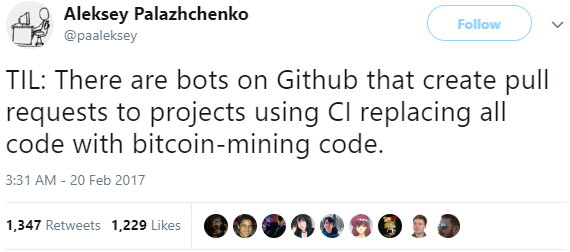 Aleksey Palazhchenko
@paaleksey
Follow
TIL: There are bots on Github that create pull
requests to projects using CI replacing all
code with bitcoin-mining code.
3:31 AM - 20 Feb 2017
1,347 Retweets 1,229 Likes